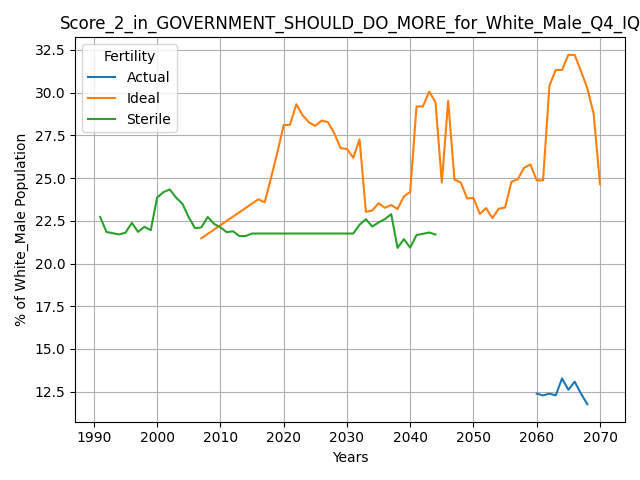 Score_2_in_GOVERNMENT_SHOULD_DO_MORE_for_White_Male_Q4_IQ
Fertility
Actual
Ideal
Sterile
% of White_Male Population
32.5
30.0
27.5
25.0
22.5
20.0
17.5
15.0
12.5
1990 2000 2010 2020 2030 2040 2050 2060 2070
Years